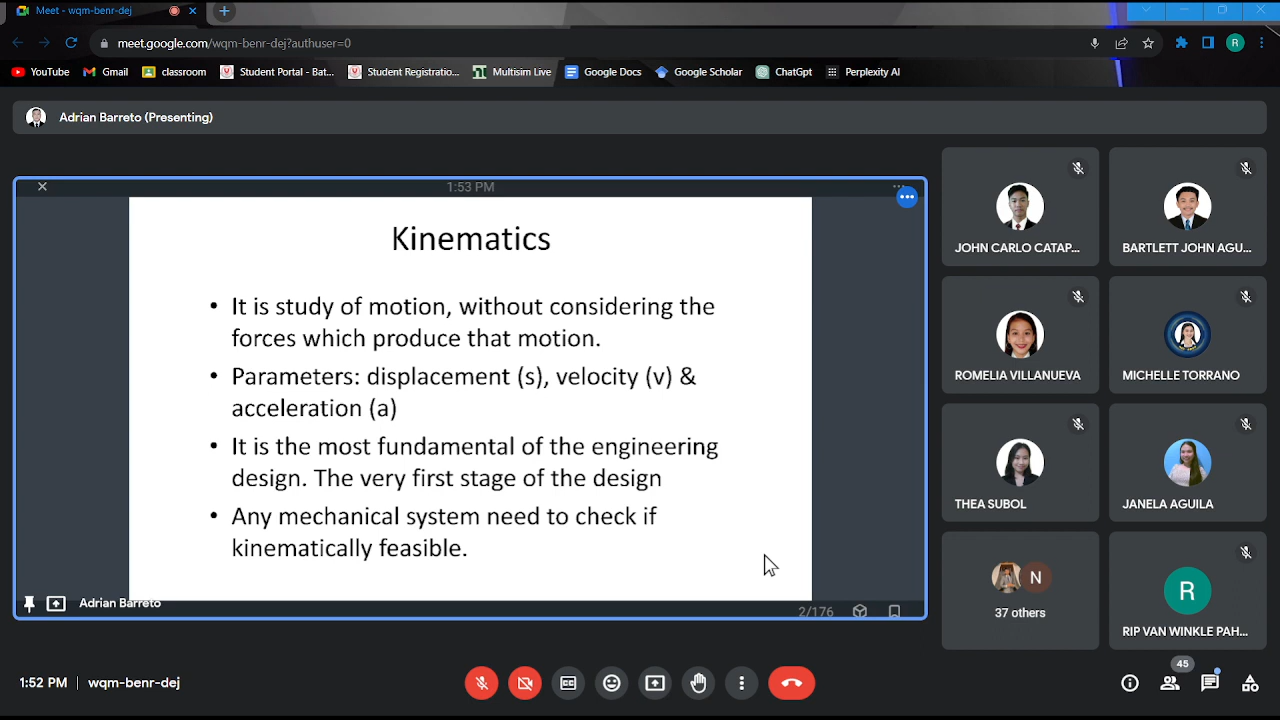 Meet - wqm-benr-dej
meet.google.com/wqm-benr-dej?authuser=0
R
YouTube
Gmail
classroom
Student Portal - Bat...
Student Registratio...
Multisim Live
Google Docs
Google Scholar
ChatGpt
Perplexity AI
Adrian Barreto (Presenting)
1:53 PM
Kinematics
• It is study of motion, without considering the
forces which produce that motion.
• Parameters: displacement (s), velocity (v) &
acceleration (a)
• It is the most fundamental of the engineering
design. The very first stage of the design
• Any mechanical system need to check if
kinematically feasible.
Adrian Barreto
2/176
JOHN CARLO CATAP...
BARTLETT JOHN AGU...
ROMELIA VILLANUEVA
MICHELLE TORRANO
THEA SUBOL
JANELA AGUILA
N
37 others
R
RIP VAN WINKLE PAH...
1:52 PM | wqm-benr-dej
45